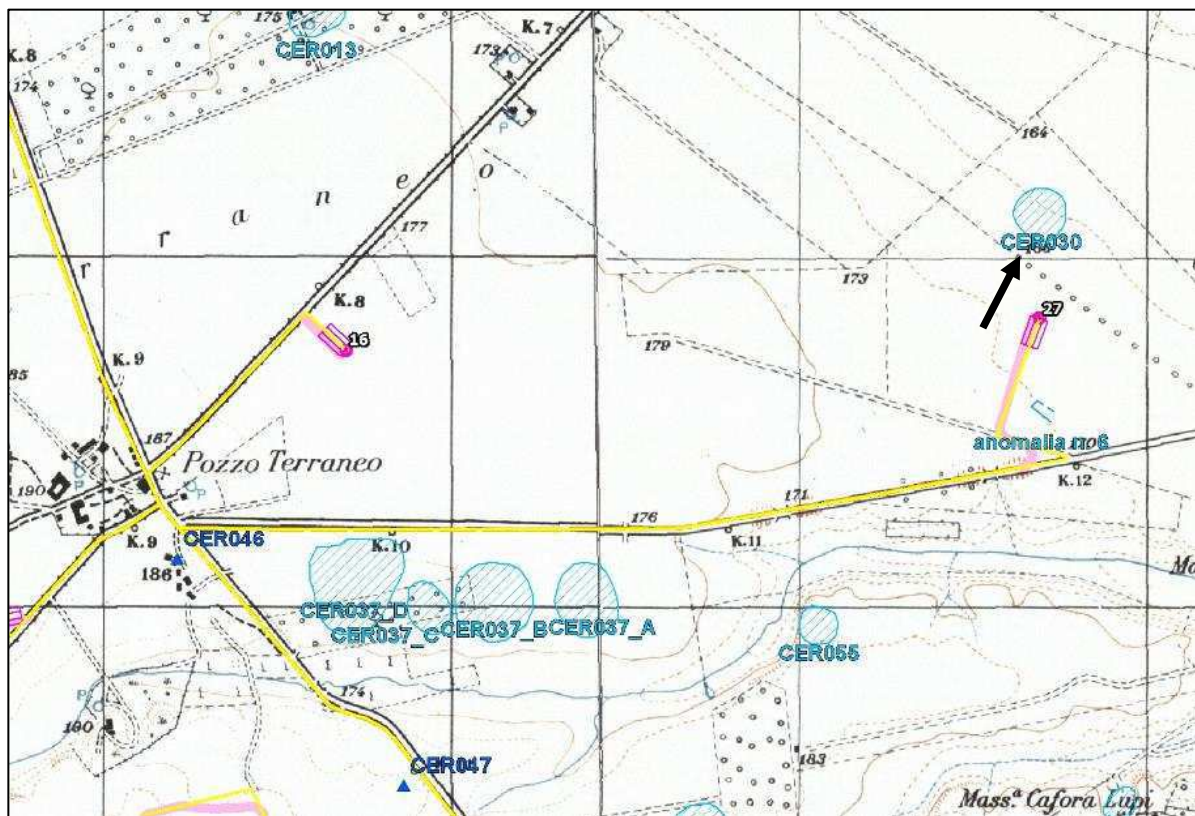 175
CER013
K.7
173
K.8
174
P
164
r r a n e o
177
CER030
173
K.8
16
27
179
K.9
85
187
Pozzo Terraneo
anomalia n. 6
P
190
P
K.12
K.9
171
176
CER046
K.10
K.11
186
CER037_D
CER037_C
CER037_B
CER037_A
CER055
174
P
190
CER047
183
Mass.ª Cafora Lupi